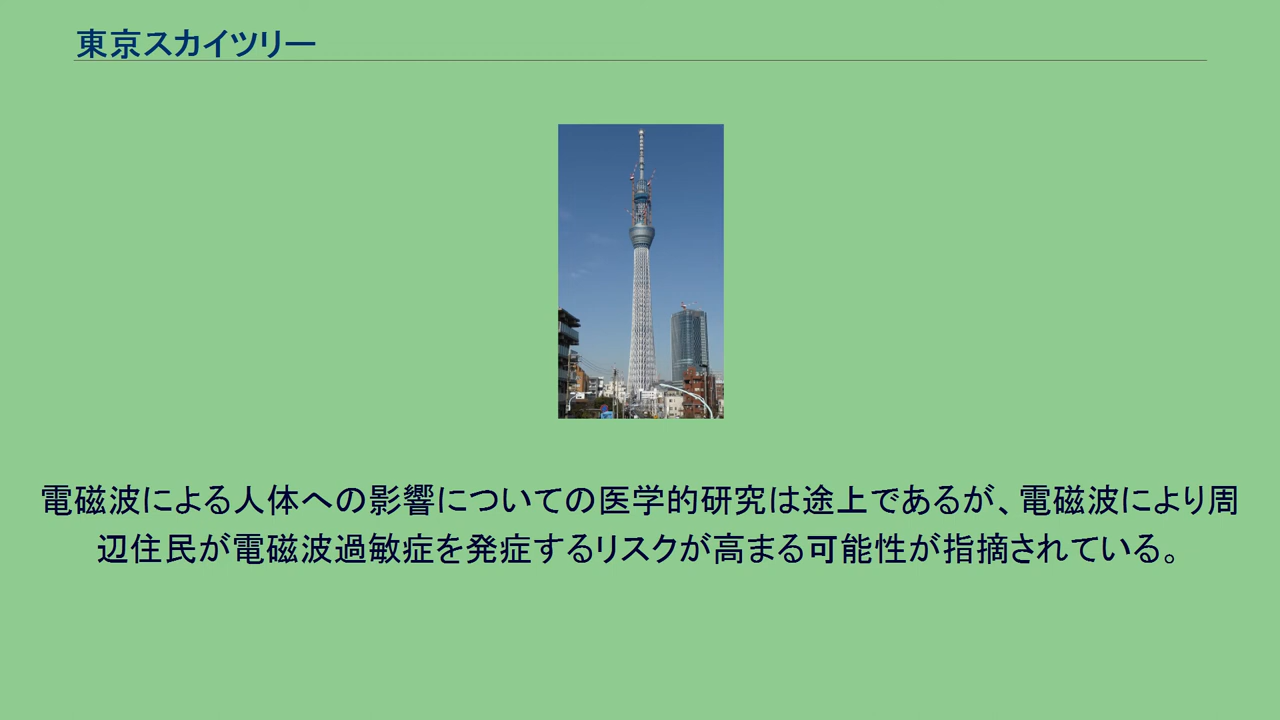 東京スカイツリー
電磁波による人体への影響についての医学的研究は途上であるが、電磁波により周
辺住民が電磁波過敏症を発症するリスクが高まる可能性が指摘されている。